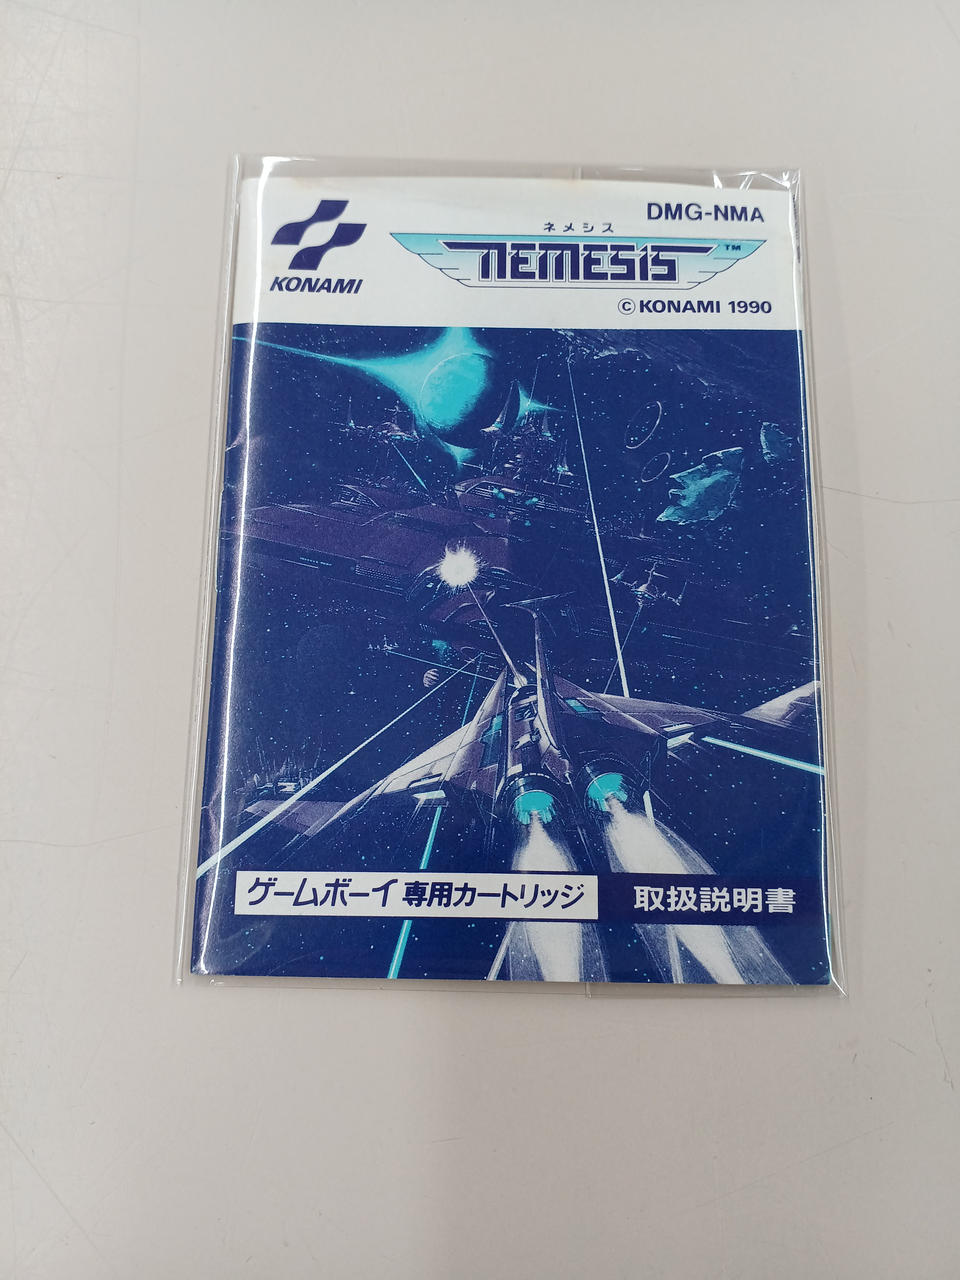 DMG-NMA
ネメシス
NEMESIS TM
KONAMI
© KONAMI 1990
ゲームボーイ専用カートリッジ
取扱説明書